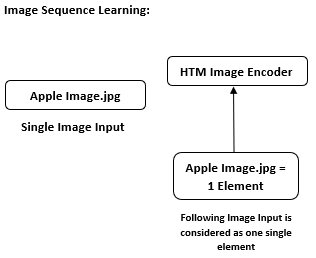 Image Sequence Learning:
HTM Image Encoder
Apple Image.jpg
Single Image Input
Apple Image.jpg =
1 Element
Following Image Input is
considered as one single
element